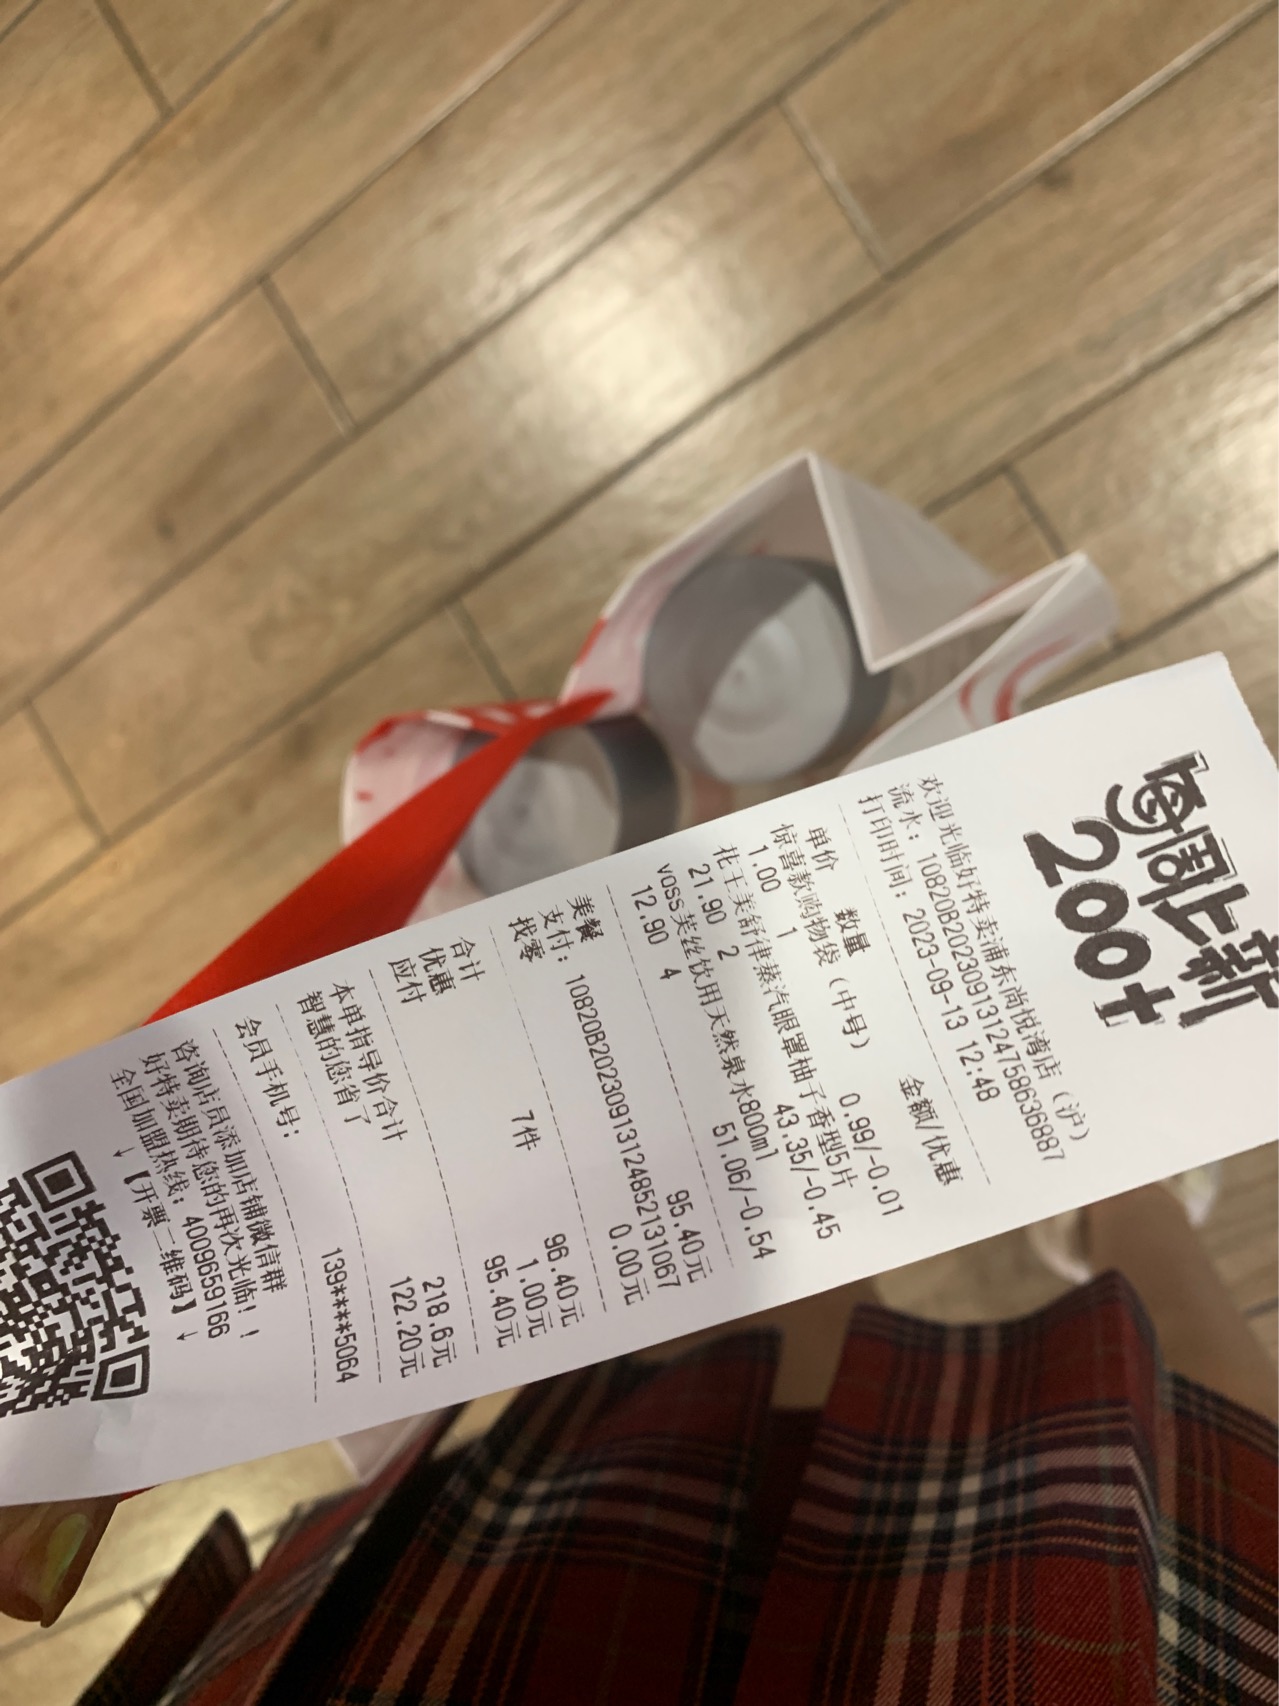 每周上新
200+
欢迎光临好特卖浦东尚悦湾店(沪)
流水: 10820B20230913124758636887
打印时间: 2023-09-13 12:48
单价 数量 金额/优惠
惊喜款购物袋(中号)
1.00 1 0.99/-0.01
花王美舒律蒸汽眼罩柚子香型5片
21.90 2 43.35/-0.45
voss芙丝饮用天然泉水800ml
12.90 4 51.06/-0.54
美餐 95.40元
支付: 10820B20230913124852131067
找零 0.00元
7件
合计 96.40元
优惠 1.00元
应付 95.40元
本单指导价合计 218.6元
智慧的您省了 122.20元
会员手机号: 139****5064
咨询店员添加店铺微信群
好特卖期待您的再次光临!!
全国加盟热线: 4009659166
↓【开票二维码】↓